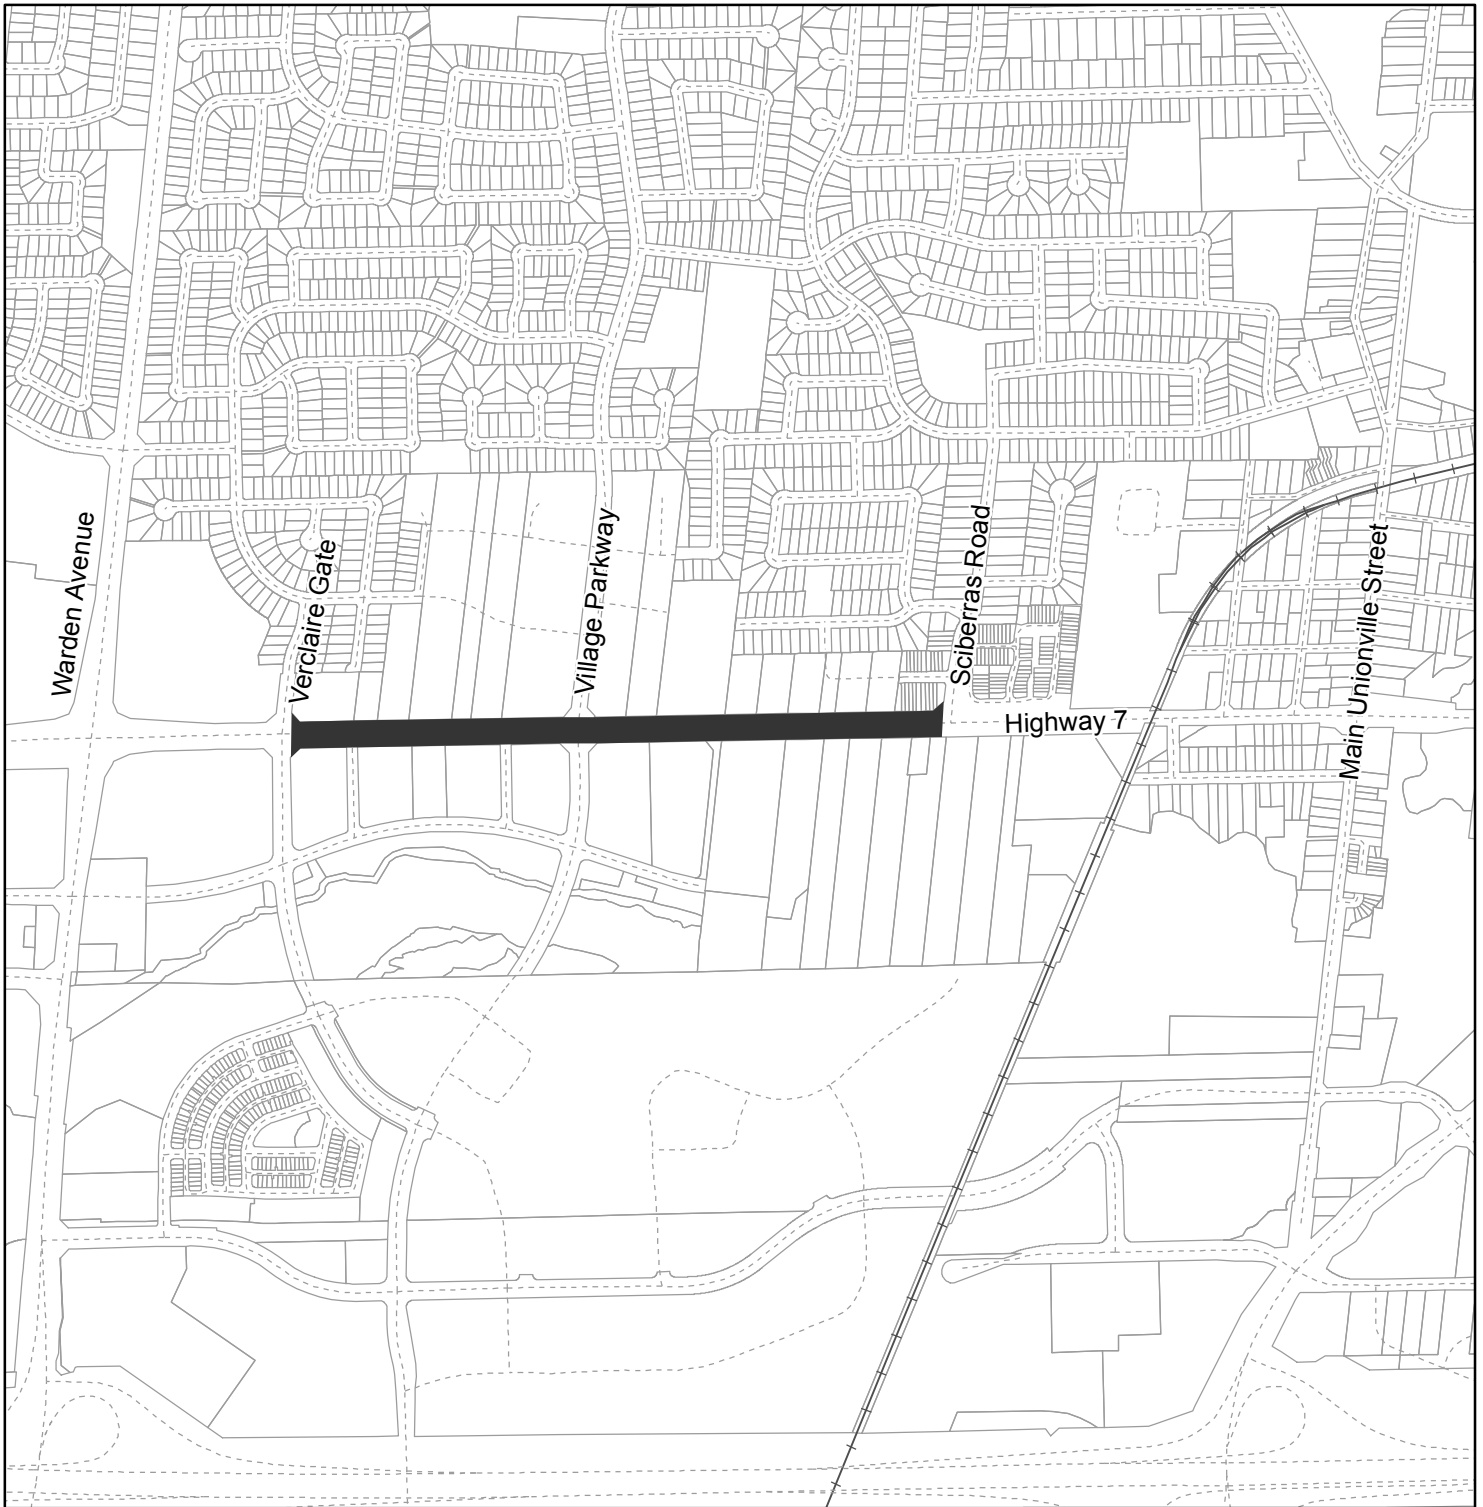 Warden Avenue
Verclaire Gate
Village Parkway
Sciberras Road
Main Unionville Street
Highway 7